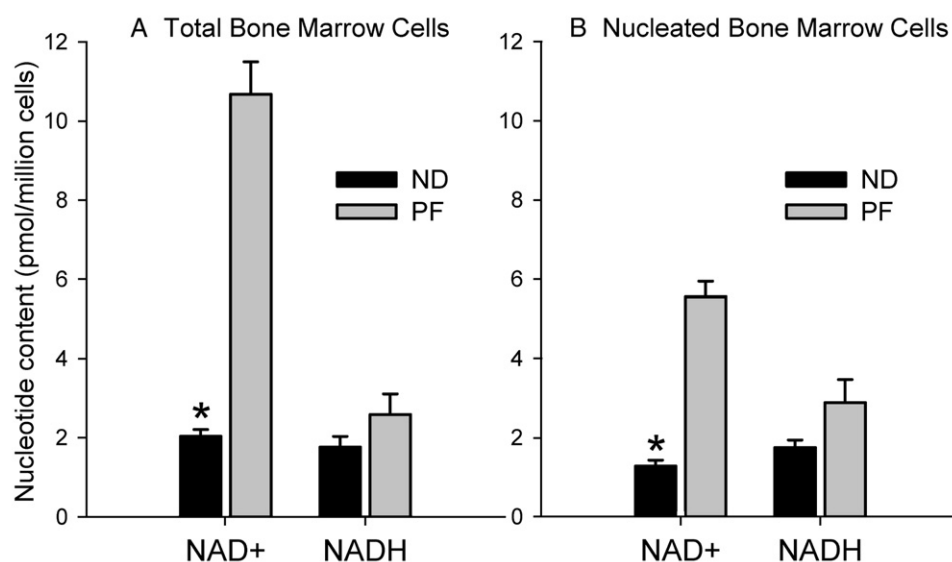 A Total Bone Marrow Cells
B Nucleated Bone Marrow Cells
Nucleotide content (pmol/million cells)
12
10
8
6
4
2
0
ND
PF
*
NAD+
NADH
12
10
8
6
4
2
0
ND
PF
*
NAD+
NADH